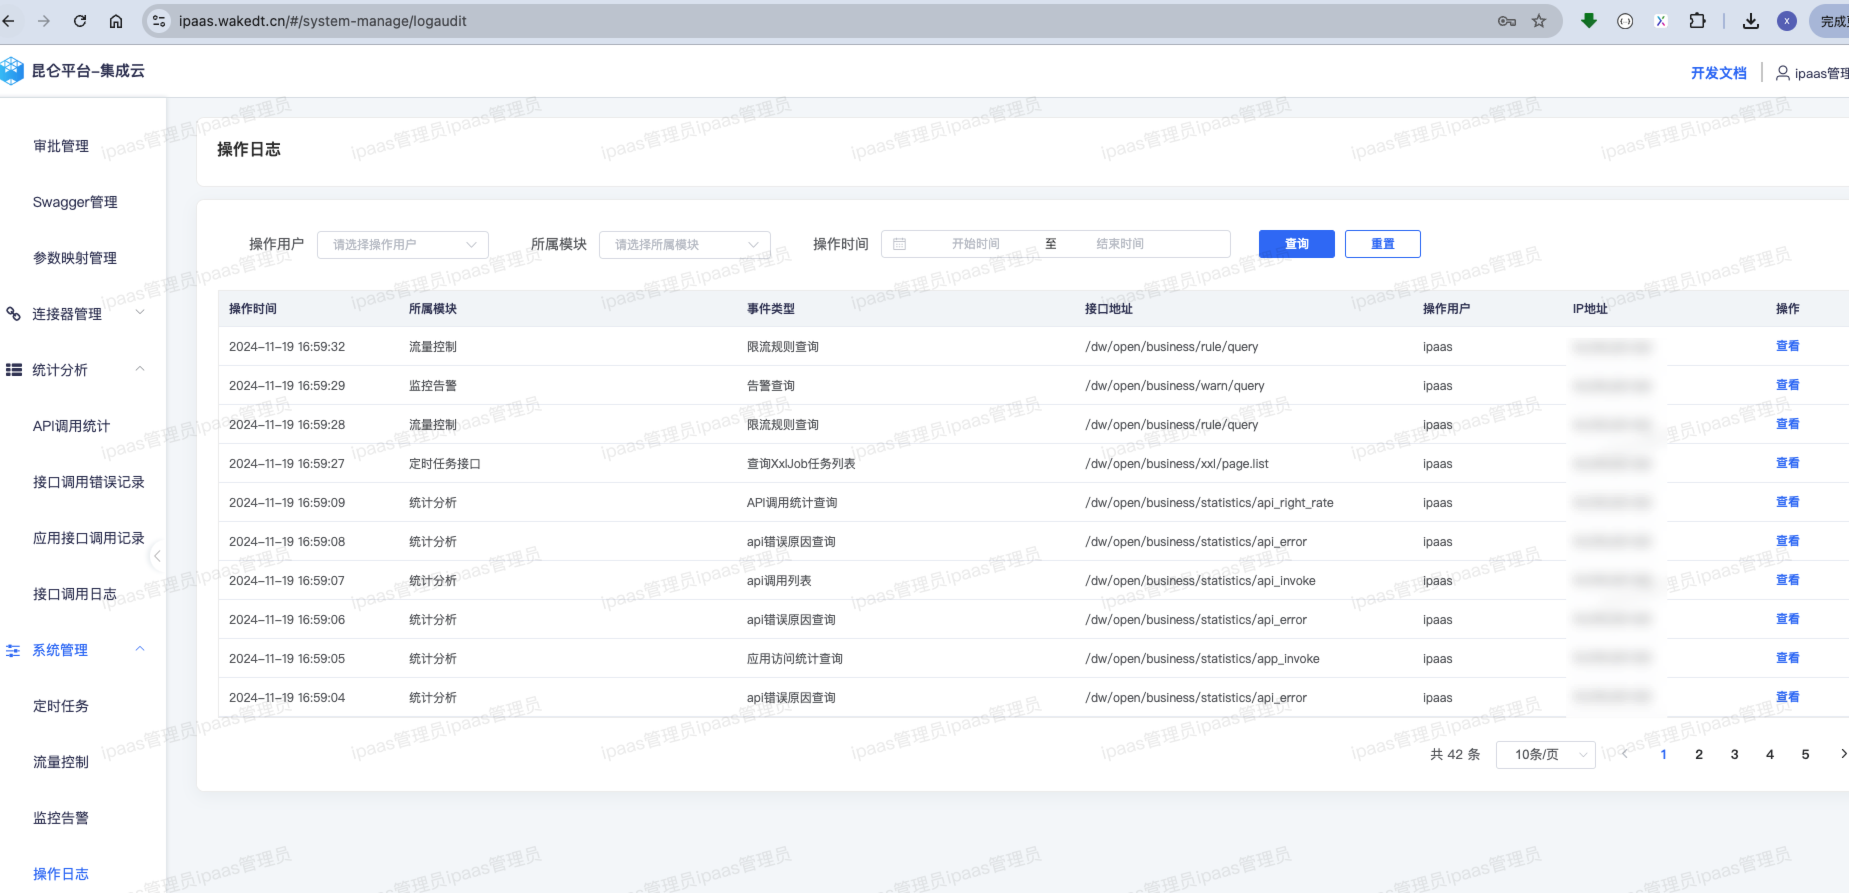 ipaas.wakedt.cn/#/system-manage/logaudit
昆仑平台-集成云
开发文档
审批管理
Swagger管理
参数映射管理
连接器管理
统计分析
API调用统计
接口调用错误记录
应用接口调用记录
接口调用日志
系统管理
定时任务
流量控制
监控告警
操作日志
操作日志
操作用户 请选择操作用户 所属模块 请选择所属模块 操作时间 开始时间 至 结束时间 查询 重置
操作时间 所属模块 事件类型 接口地址 操作用户 IP地址 操作
2024-11-19 16:59:32 流量控制 限流规则查询 /dw/open/business/rule/query ipaas 查看
2024-11-19 16:59:29 监控告警 告警查询 /dw/open/business/warn/query ipaas 查看
2024-11-19 16:59:28 流量控制 限流规则查询 /dw/open/business/rule/query ipaas 查看
2024-11-19 16:59:27 定时任务接口 查询XxlJob任务列表 /dw/open/business/xxl/page.list ipaas 查看
2024-11-19 16:59:09 统计分析 API调用统计查询 /dw/open/business/statistics/api_right_rate ipaas 查看
2024-11-19 16:59:08 统计分析 api错误原因查询 /dw/open/business/statistics/api_error ipaas 查看
2024-11-19 16:59:07 统计分析 api调用列表 /dw/open/business/statistics/api_invoke ipaas 查看
2024-11-19 16:59:06 统计分析 api错误原因查询 /dw/open/business/statistics/api_error ipaas 查看
2024-11-19 16:59:05 统计分析 应用访问统计查询 /dw/open/business/statistics/app_invoke ipaas 查看
2024-11-19 16:59:04 统计分析 api错误原因查询 /dw/open/business/statistics/api_error ipaas 查看
共 42 条 10条/页 1 2 3 4 5
ipaas管理员ipaas管理员